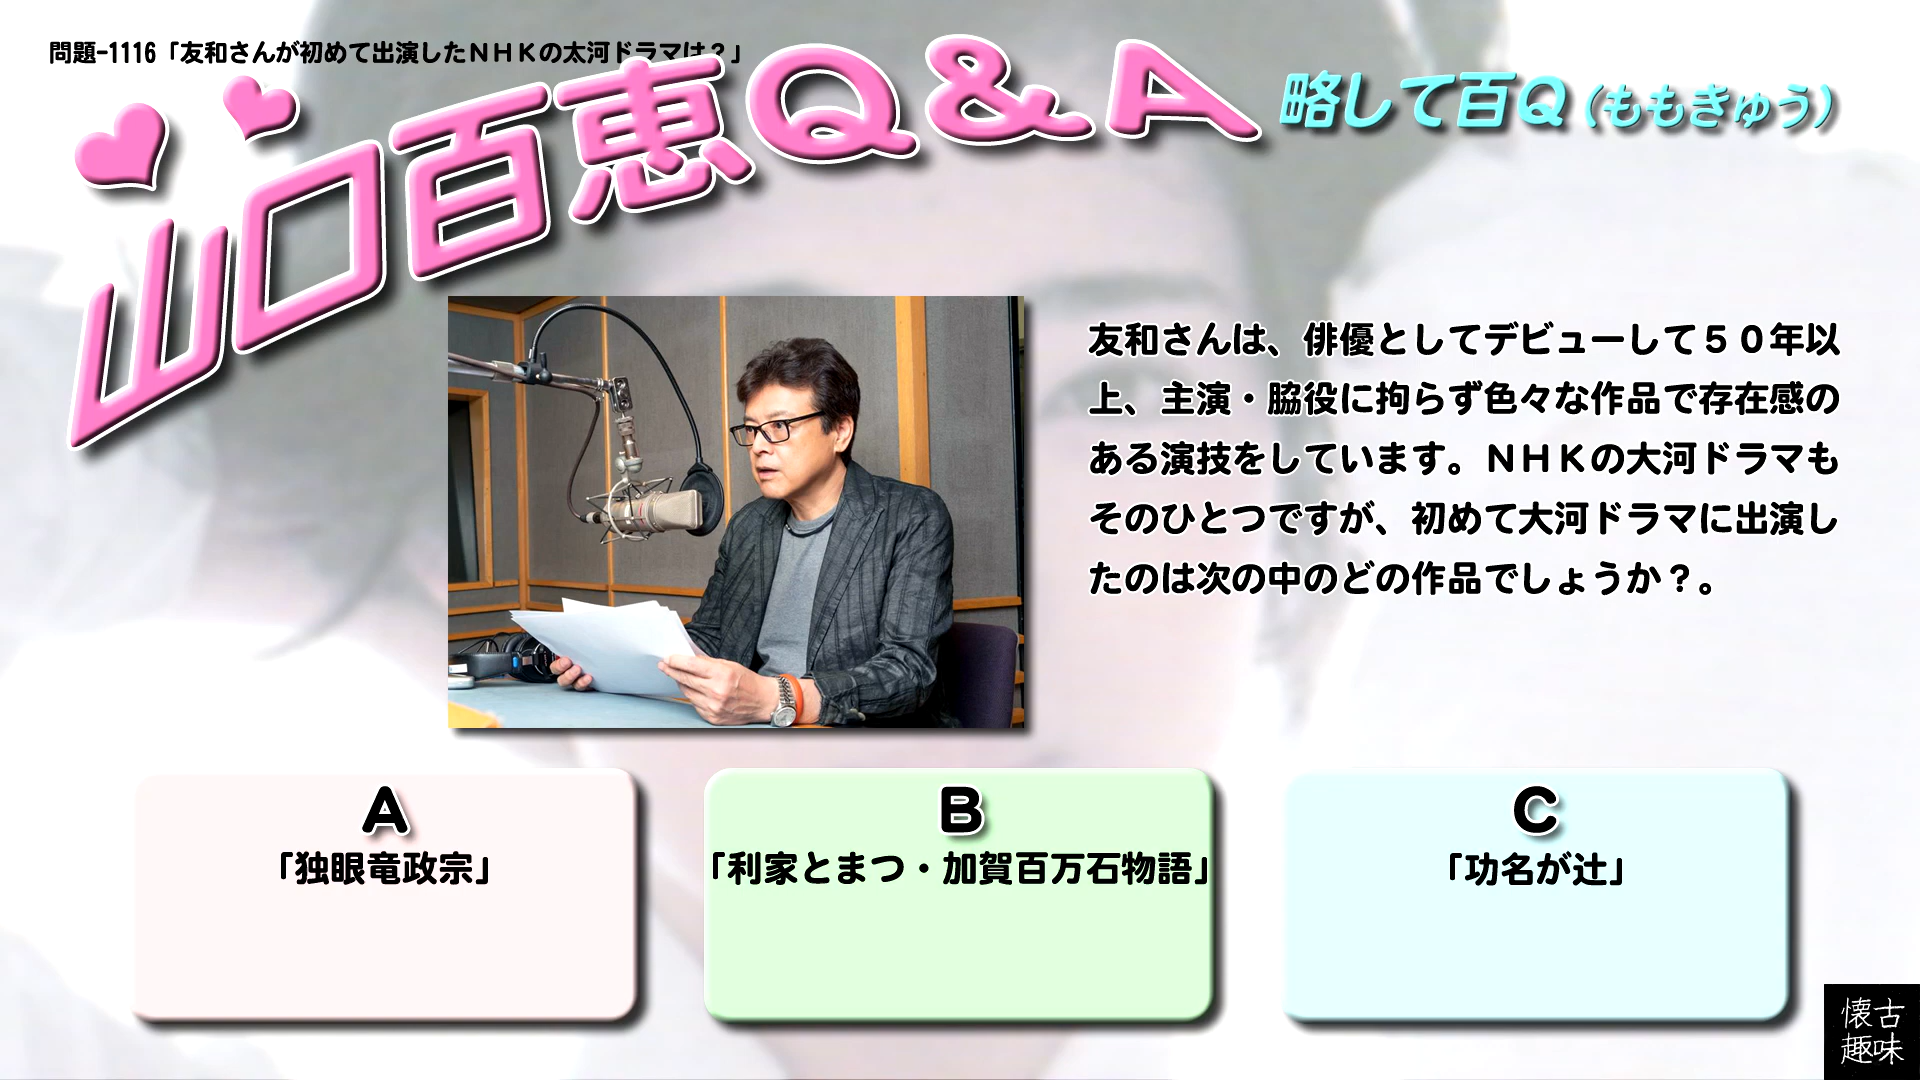 問題-1116「友和さんが初めて出演したＮＨＫの大河ドラマは？」
山口百恵Ｑ＆Ａ
略して百Ｑ（ももきゅう）
友和さんは、俳優としてデビューして５０年以
上、主演・脇役に拘らず色々な作品で存在感の
ある演技をしています。ＮＨＫの大河ドラマも
そのひとつですが、初めて大河ドラマに出演し
たのは次の中のどの作品でしょうか？。
A
「独眼竜政宗」
B
「利家とまつ・加賀百万石物語」
C
「功名が辻」
懐古
趣味